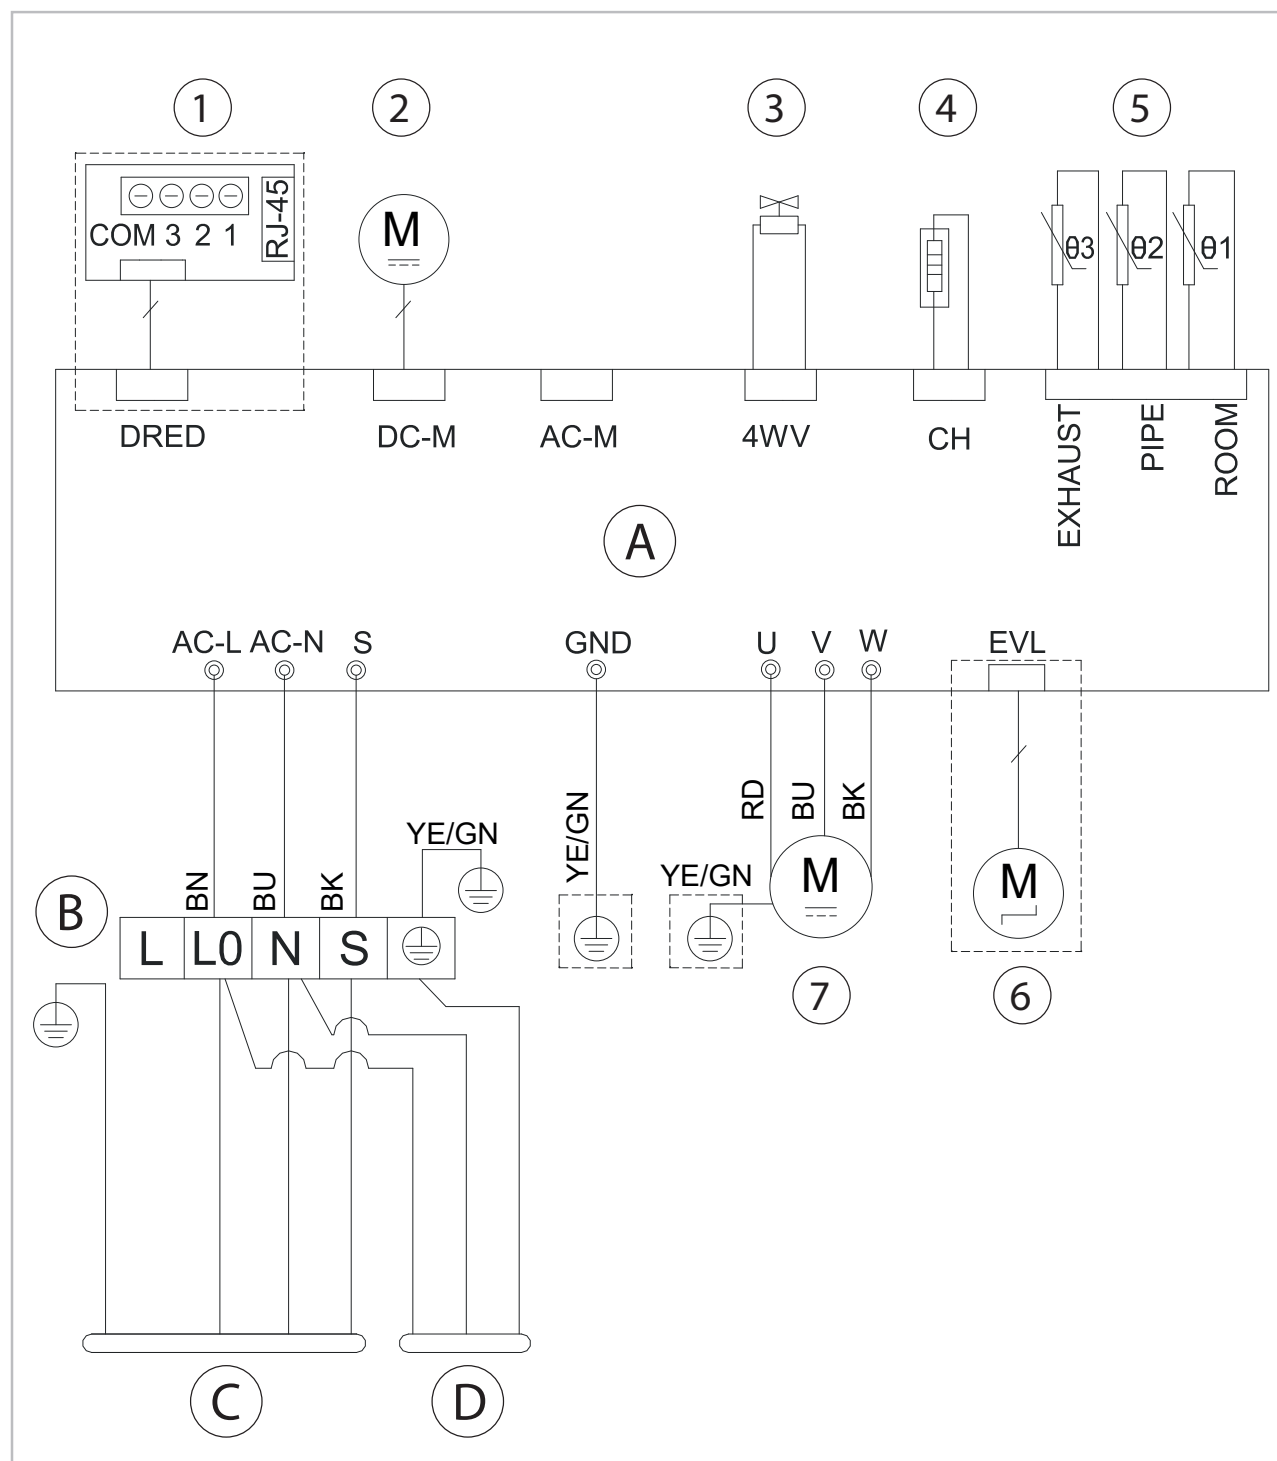 1 2 3 4 5
RJ-45
COM 3 2 1
M
θ3 θ2 θ1
DRED DC-M AC-M 4WV CH EXHAUST PIPE ROOM
A
AC-L AC-N S GND U V W EVL
BN BU BK YE/GN YE/GN RD BU BK
YE/GN M M
B
L L0 N S
7 6
C D